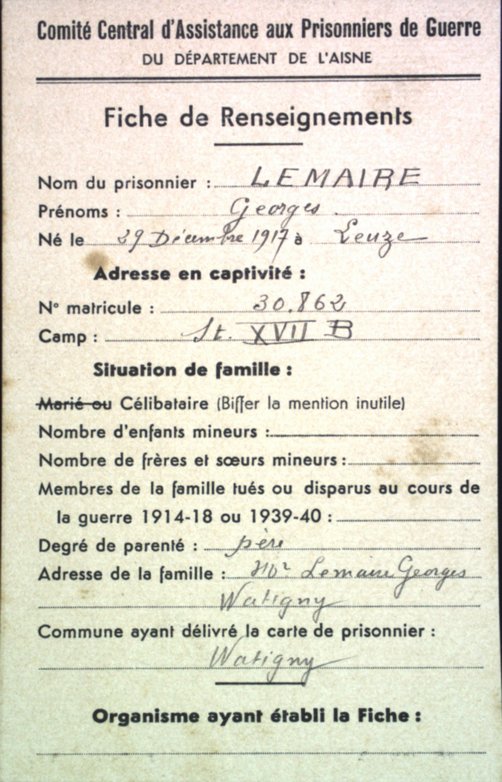 Comité Central d'Assistance aux Prisonniers de Guerre
DU DÉPARTEMENT DE L'AISNE
Fiche de Renseignements
Nom du prisonnier : LEMAIRE
Prénoms : Georges
Né le 29 Décembre 1917 à Leuze
Adresse en captivité :
N° matricule : 30.862
Camp : St. XVII B
Situation de famille :
Marié ou Célibataire (Biffer la mention inutile)
Nombre d'enfants mineurs :
Nombre de frères et sœurs mineurs :
Membres de la famille tués ou disparus au cours de
la guerre 1914-18 ou 1939-40 :
Degré de parenté : père
Adresse de la famille : Mr Lemaire Georges
Watigny
Commune ayant délivré la carte de prisonnier :
Watigny
Organisme ayant établi la Fiche :